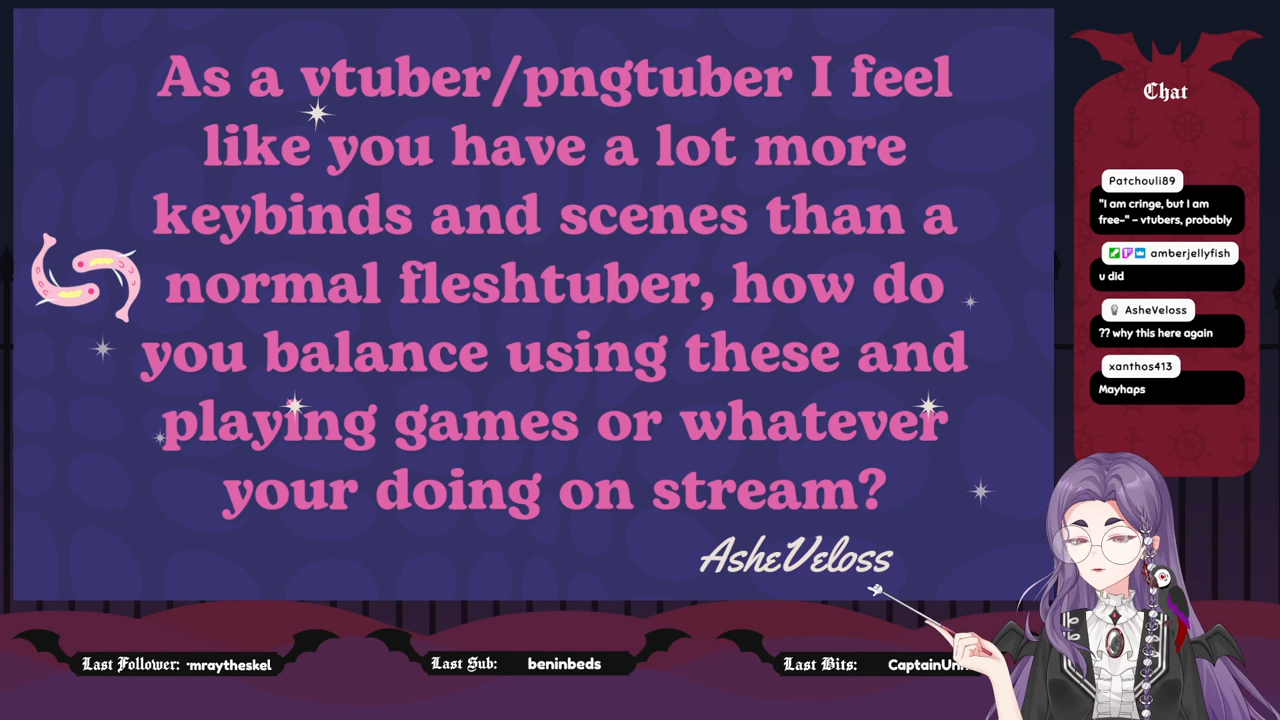 As a vtuber/pngtuber I feel
like you have a lot more
keybinds and scenes than a
normal fleshtuber, how do
you balance using these and
playing games or whatever
your doing on stream?
AsheVeloss
Chat
Patchouli89
"I am cringe, but I am
free~" - vtubers, probably
amberjellyfish
u did
AsheVeloss
?? why this here again
xanthos413
Mayhaps
Last Follower: mraytheskel
Last Sub: beninbeds
Last Bits: